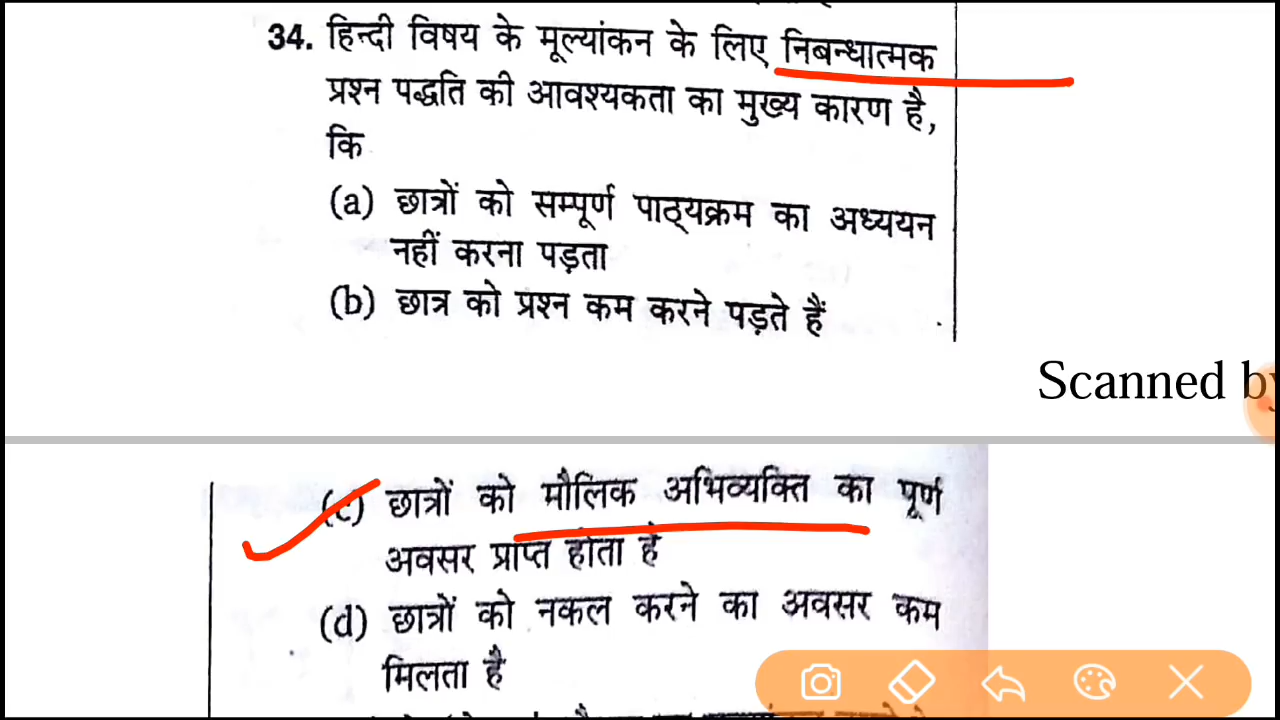 34. हिन्दी विषय के मूल्यांकन के लिए निबन्धात्मक
प्रश्न पद्धति की आवश्यकता का मुख्य कारण है,
कि
(a) छात्रों को सम्पूर्ण पाठ्यक्रम का अध्ययन
नहीं करना पड़ता
(b) छात्र को प्रश्न कम करने पड़ते हैं
Scanned by
(c) छात्रों को मौलिक अभिव्यक्ति का पूर्ण
अवसर प्राप्त होता है
(d) छात्रों को नकल करने का अवसर कम
मिलता है